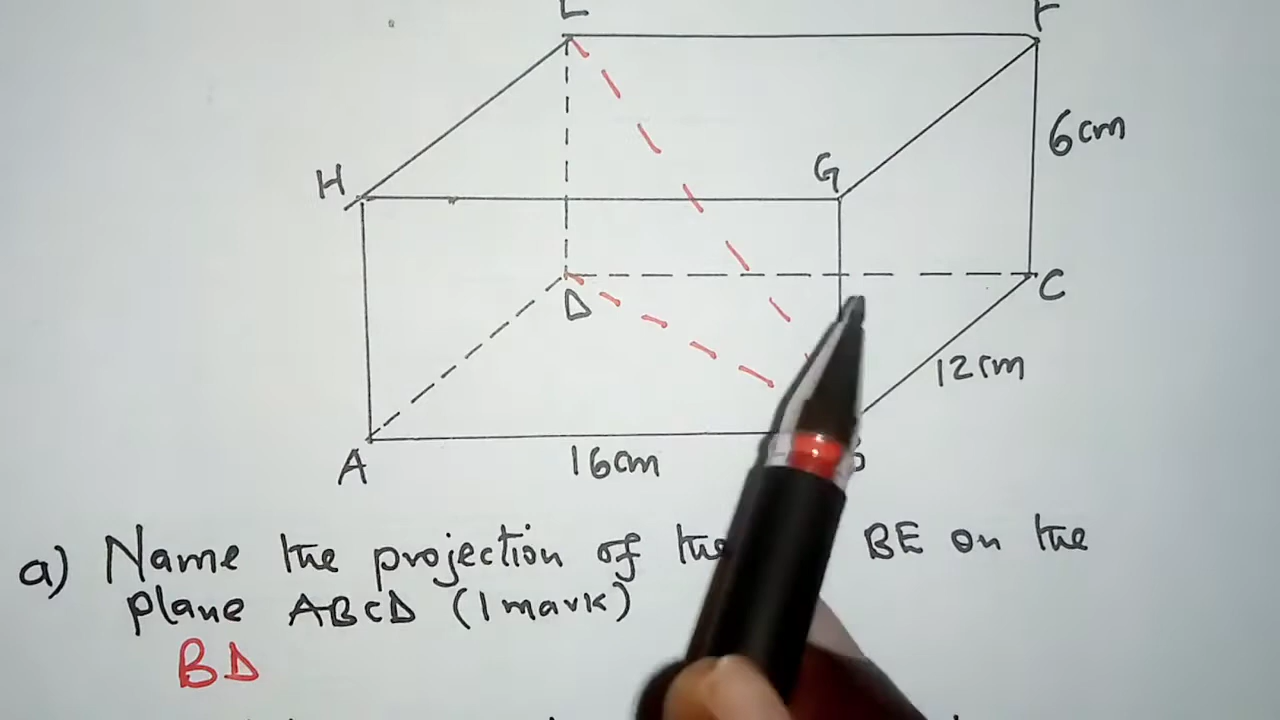 H
G
6cm
D
C
12cm
A
16cm
a) Name the projection of the BE on the
plane ABCD (1 mark)
BD